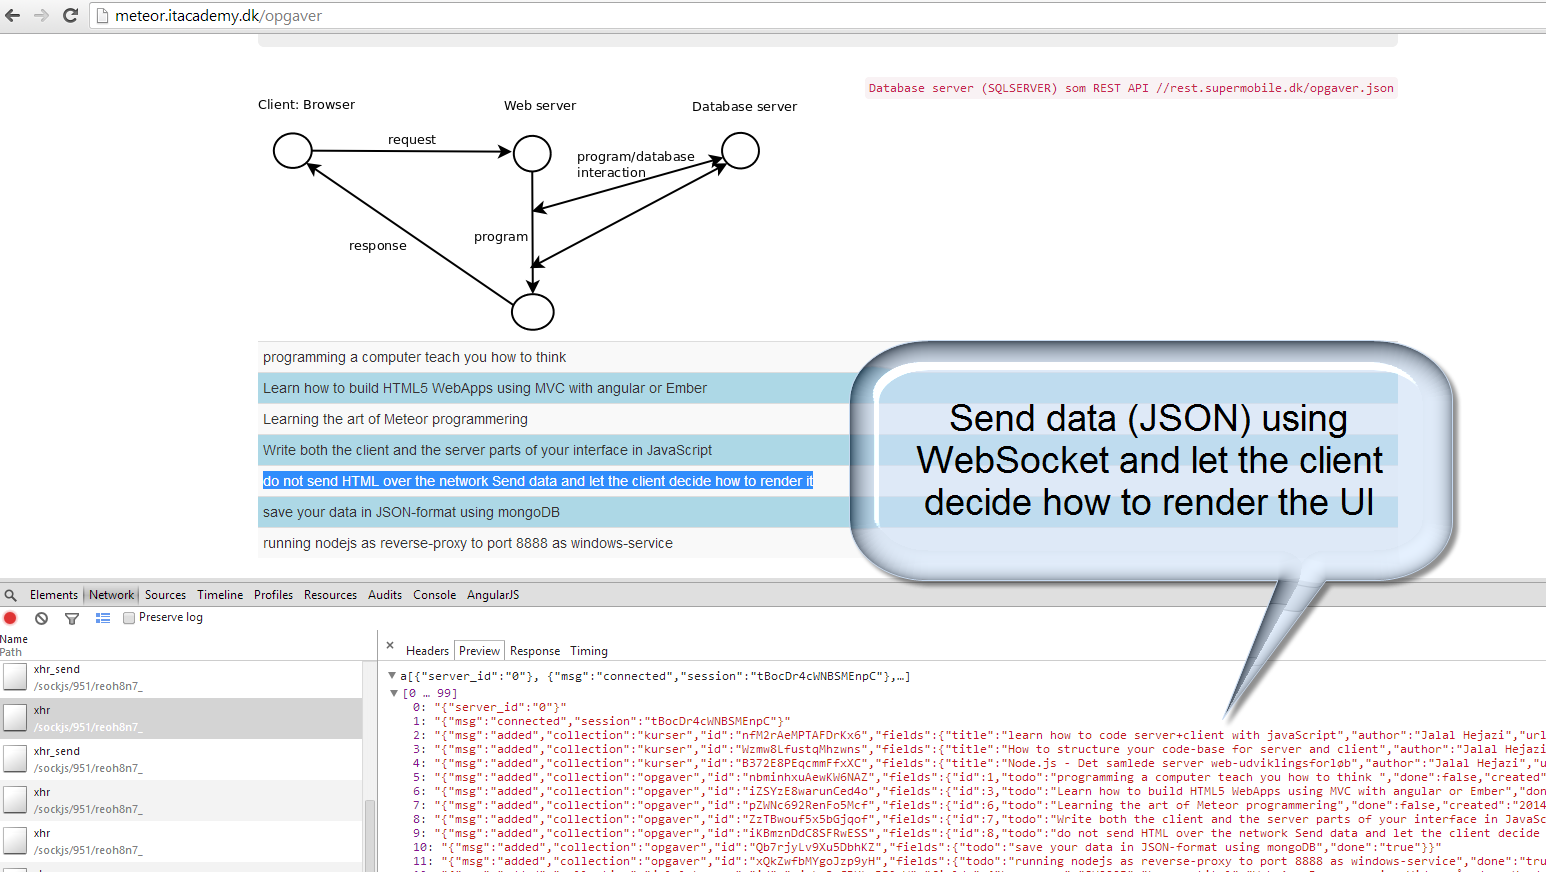 meteor.itacademy.dk/opgaver
Database server (SQLSERVER) som REST API //rest.supermobile.dk/opgaver.json
Client: Browser
Web server
Database server
request
program/database
interaction
program
response
programming a computer teach you how to think
Learn how to build HTML5 WebApps using MVC with angular or Ember
Learning the art of Meteor programmering
Write both the client and the server parts of your interface in JavaScript
do not send HTML over the network Send data and let the client decide how to render it
save your data in JSON-format using mongoDB
running nodejs as reverse-proxy to port 8888 as windows-service
Send data (JSON) using
WebSocket and let the client
decide how to render the UI
Elements Network Sources Timeline Profiles Resources Audits Console AngularJS
Preserve log
Name
Path
xhr_send
/sockjs/951/reoh8n7_
xhr
/sockjs/951/reoh8n7_
xhr_send
/sockjs/951/reoh8n7_
xhr
/sockjs/951/reoh8n7_
xhr
/sockjs/951/reoh8n7_
× Headers Preview Response Timing
a[{"server_id":"0"}, {"msg":"connected","session":"tBocDr4cWNBSMEnpC"},…]
[0 … 99]
0: "{"server_id":"0"}"
1: "{"msg":"connected","session":"tBocDr4cWNBSMEnpC"}"
2: "{"msg":"added","collection":"kurser","id":"nfM2rAeMPTAFDrKx6","fields":{"title":"learn how to code server+client with javaScript","author":"Jalal Hejazi","url
3: "{"msg":"added","collection":"kurser","id":"Wzmw8LfustqMhzwns","fields":{"title":"How to structure your code-base for server and client","author":"Jalal Hejazi
4: "{"msg":"added","collection":"kurser","id":"B372E8PEqcmmFfxXC","fields":{"title":"Node.js - Det samlede server web-udviklingsforløb","author":"Jalal Hejazi","u
5: "{"msg":"added","collection":"opgaver","id":"nbminhxuAewKW6NAZ","fields":{"id":1,"todo":"programming a computer teach you how to think ","done":false,"created"
6: "{"msg":"added","collection":"opgaver","id":"iZSYzE8warunCed4o","fields":{"id":3,"todo":"Learn how to build HTML5 WebApps using MVC with angular or Ember","don
7: "{"msg":"added","collection":"opgaver","id":"pZWNc692RenFo5Mcf","fields":{"id":6,"todo":"Learning the art of Meteor programmering","done":false,"created":"2014
8: "{"msg":"added","collection":"opgaver","id":"ZzTBwouf5x5bGjqof","fields":{"id":7,"todo":"Write both the client and the server parts of your interface in JavaSc
9: "{"msg":"added","collection":"opgaver","id":"iKBmznDdC8SFRwESS","fields":{"id":8,"todo":"do not send HTML over the network Send data and let the client decide
10: "{"msg":"added","collection":"opgaver","id":"Qb7rjyLv9Xu5DbhKZ","fields":{"todo":"save your data in JSON-format using mongoDB","done":"true"}}"
11: "{"msg":"added","collection":"opgaver","id":"xQkZwfbMYgoJzp9yH","fields":{"todo":"running nodejs as reverse-proxy to port 8888 as windows-service","done":"tru